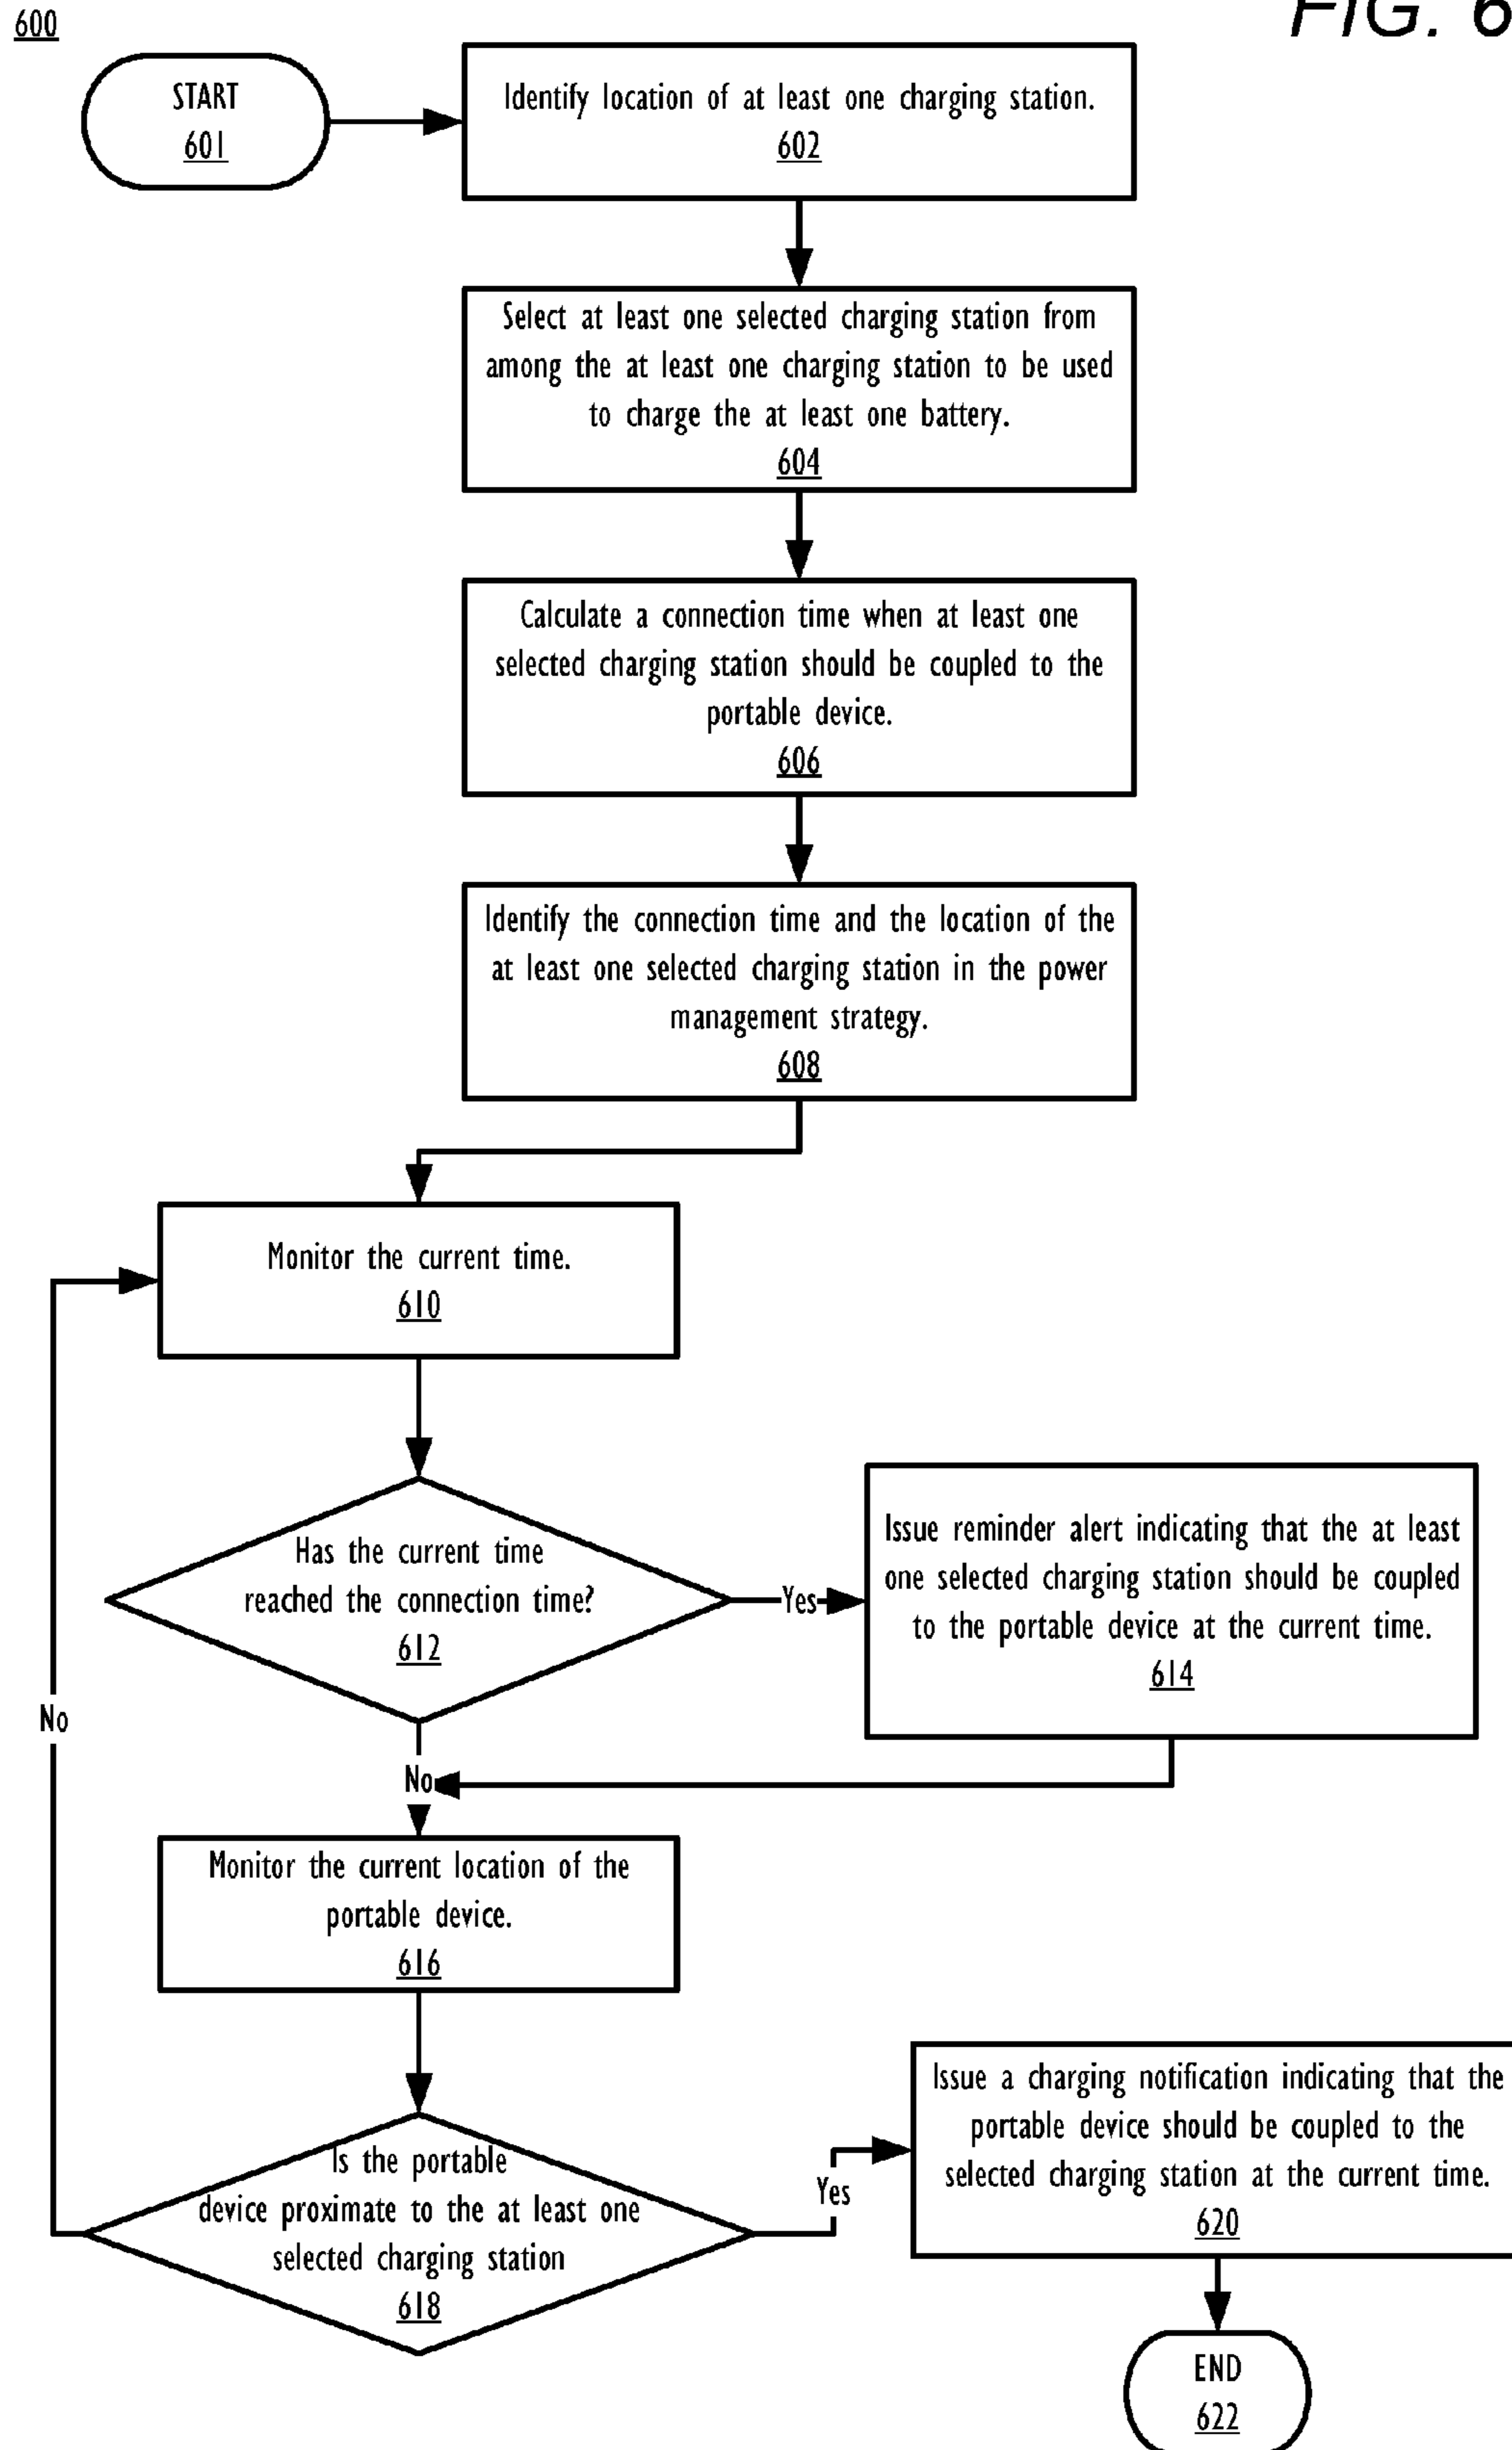 600
FIG. 6
START
601
Identify location of at least one charging station.
602
Select at least one selected charging station from
among the at least one charging station to be used
to charge the at least one battery.
604
Calculate a connection time when at least one
selected charging station should be coupled to the
portable device.
606
Identify the connection time and the location of the
at least one selected charging station in the power
management strategy.
608
Monitor the current time.
610
Has the current time
reached the connection time?
612
Yes
Issue reminder alert indicating that the at least
one selected charging station should be coupled
to the portable device at the current time.
614
No
No
Monitor the current location of the
portable device.
616
Is the portable
device proximate to the at least one
selected charging station
618
Yes
Issue a charging notification indicating that the
portable device should be coupled to the
selected charging station at the current time.
620
END
622